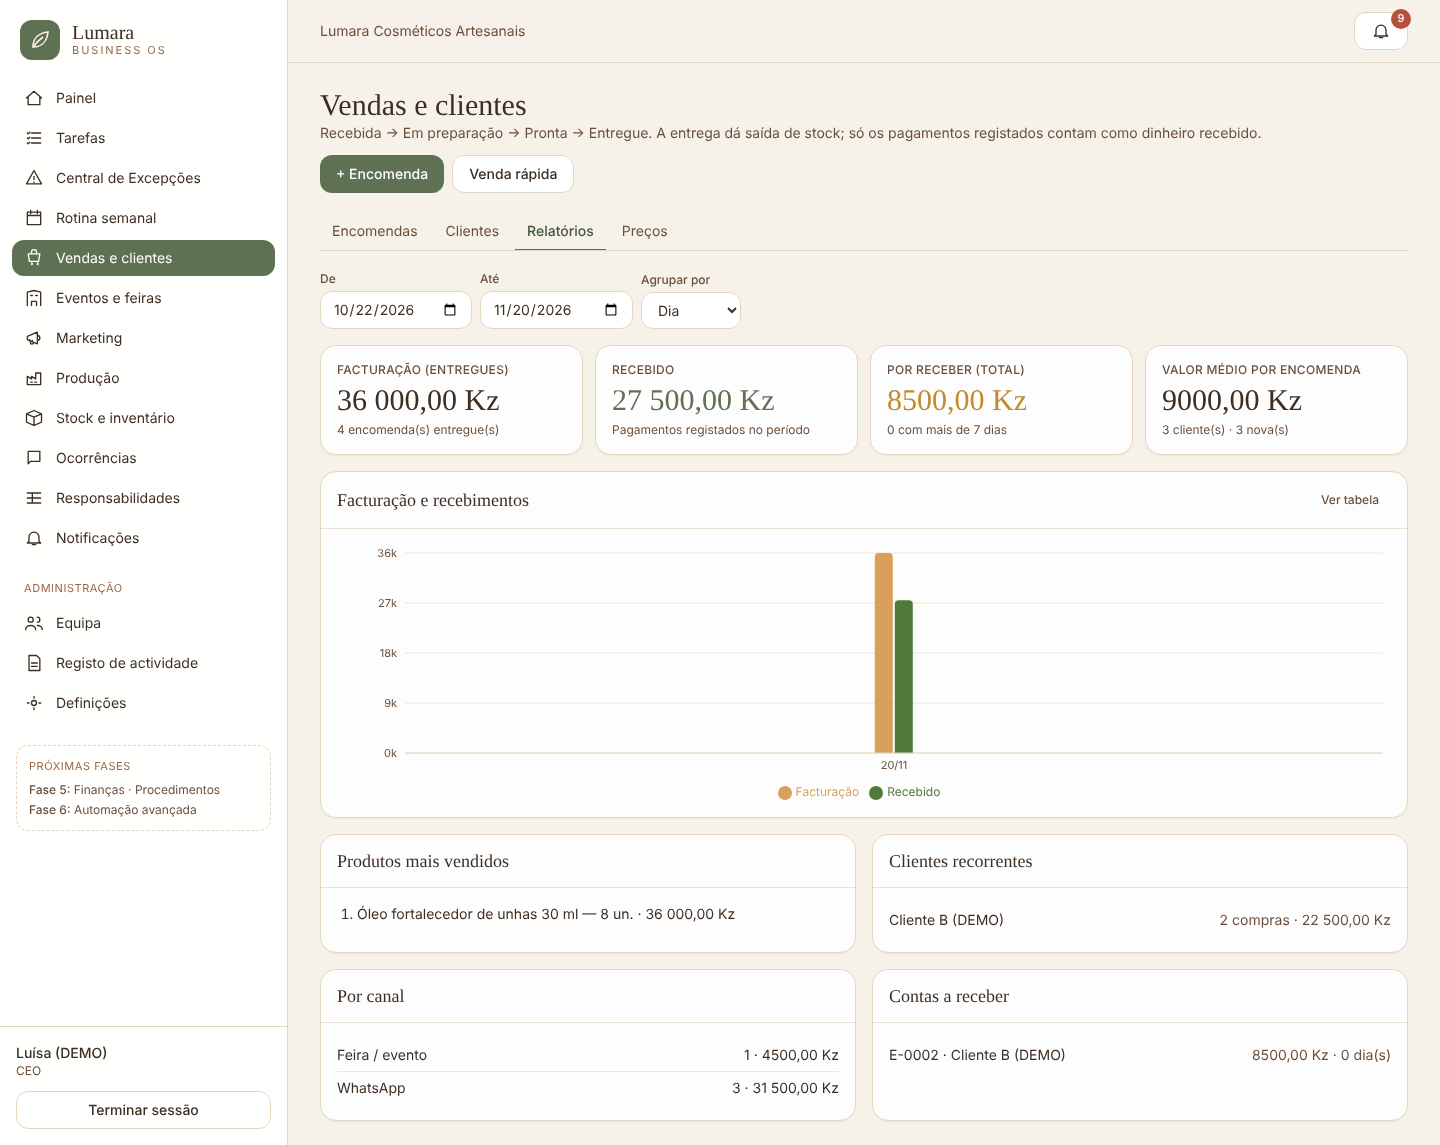 Lumara
BUSINESS OS
Painel
Tarefas
Central de Excepções
Rotina semanal
Vendas e clientes
Eventos e feiras
Marketing
Produção
Stock e inventário
Ocorrências
Responsabilidades
Notificações
ADMINISTRAÇÃO
Equipa
Registo de actividade
Definições
PRÓXIMAS FASES
Fase 5: Finanças · Procedimentos
Fase 6: Automação avançada
Luísa (DEMO)
CEO
Terminar sessão
Lumara Cosméticos Artesanais
9
Vendas e clientes
Recebida → Em preparação → Pronta → Entregue. A entrega dá saída de stock; só os pagamentos registados contam como dinheiro recebido.
+ Encomenda
Venda rápida
Encomendas
Clientes
Relatórios
Preços
De
10/22/2026
Até
11/20/2026
Agrupar por
Dia
FACTURAÇÃO (ENTREGUES)
36 000,00 Kz
4 encomenda(s) entregue(s)
RECEBIDO
27 500,00 Kz
Pagamentos registados no período
POR RECEBER (TOTAL)
8500,00 Kz
0 com mais de 7 dias
VALOR MÉDIO POR ENCOMENDA
9000,00 Kz
3 cliente(s) · 3 nova(s)
Facturação e recebimentos
Ver tabela
36k
27k
18k
9k
0k
20/11
Facturação
Recebido
Produtos mais vendidos
1. Óleo fortalecedor de unhas 30 ml — 8 un. · 36 000,00 Kz
Clientes recorrentes
Cliente B (DEMO)
2 compras · 22 500,00 Kz
Por canal
Feira / evento
1 · 4500,00 Kz
WhatsApp
3 · 31 500,00 Kz
Contas a receber
E-0002 · Cliente B (DEMO)
8500,00 Kz · 0 dia(s)